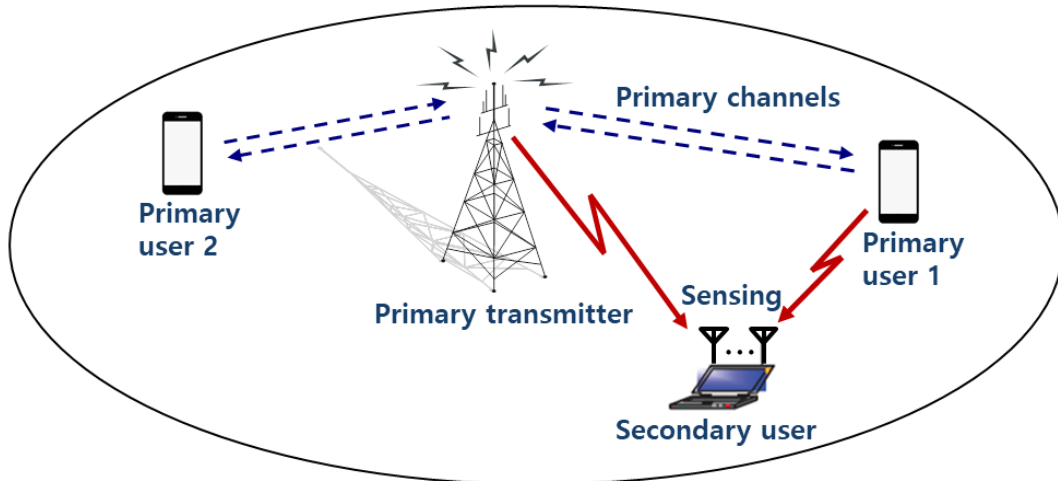 Primary channels
Primary
user 2
Primary
user 1
Primary transmitter
Sensing
Secondary user